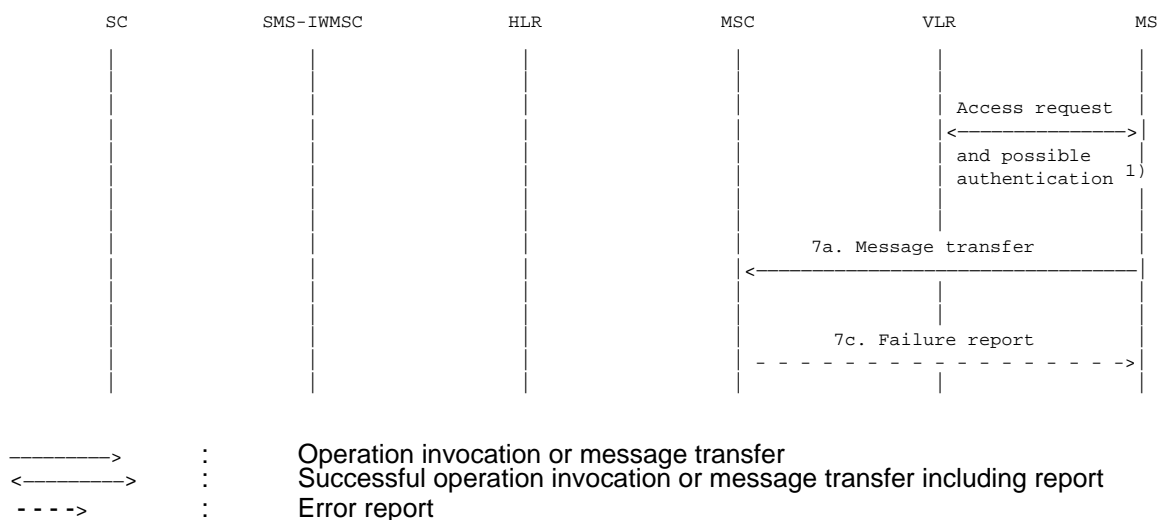 SC SMS-IWMSC HLR MSC VLR MS
Access request
and possible
authentication 1)
7a. Message transfer
7c. Failure report
: Operation invocation or message transfer
: Successful operation invocation or message transfer including report
: Error report